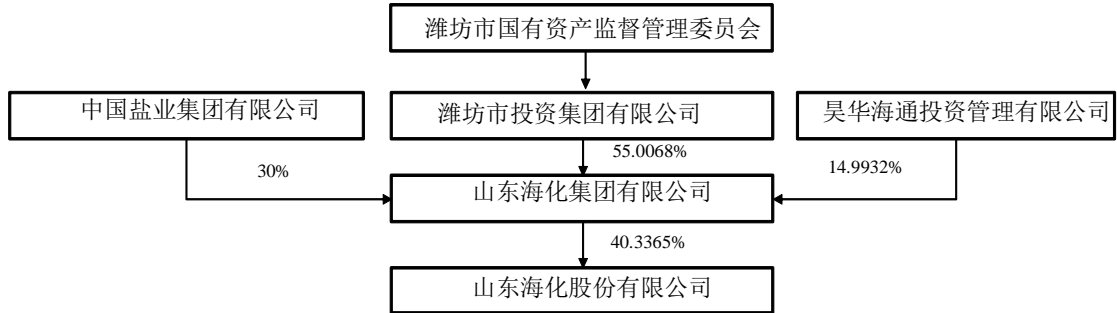 潍坊市国有资产监督管理委员会
中国盐业集团有限公司
潍坊市投资集团有限公司
昊华海通投资管理有限公司
30%
55.0068%
14.9932%
山东海化集团有限公司
40.3365%
山东海化股份有限公司